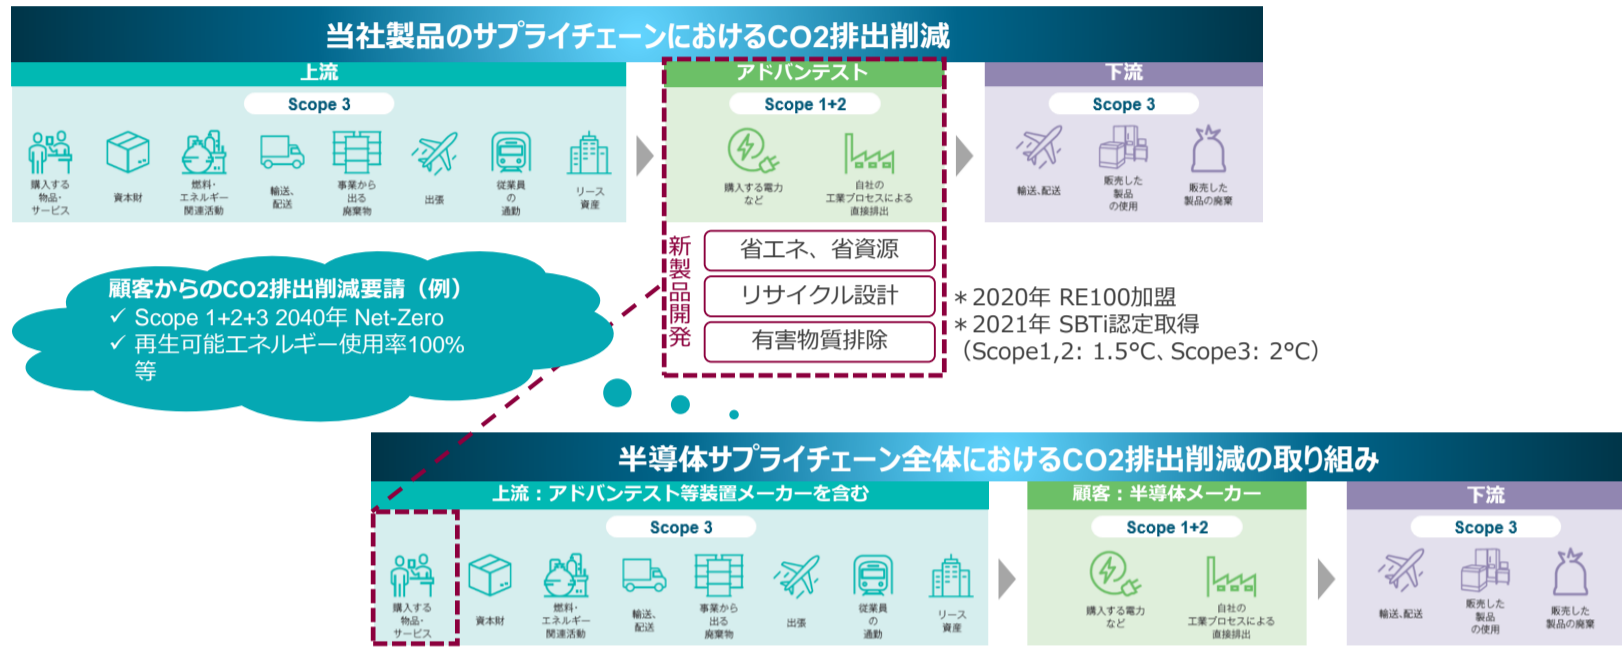 当社製品のサプライチェーンにおけるCO2排出削減
上流
Scope 3
購入する
物品・
サービス
資本財
燃料・
エネルギー
関連活動
輸送、
配送
事業から
出る
廃棄物
出張
従業員
の
通勤
リース
資産
アドバンテスト
Scope 1+2
購入する電力
など
自社の
工業プロセスによる
直接排出
下流
Scope 3
輸送、配送
販売した
製品
の使用
販売した
製品の廃棄
新製品開発
省エネ、省資源
リサイクル設計
有害物質排除
＊2020年 RE100加盟
＊2021年 SBTi認定取得
（Scope1,2: 1.5°C、Scope3: 2°C）
顧客からのCO2排出削減要請（例）
✓ Scope 1+2+3 2040年 Net-Zero
✓ 再生可能エネルギー使用率100%
等
半導体サプライチェーン全体におけるCO2排出削減の取り組み
上流：アドバンテスト等装置メーカーを含む
Scope 3
購入する
物品・
サービス
資本財
燃料・
エネルギー
関連活動
輸送、
配送
事業から
出る
廃棄物
出張
従業員
の
通勤
リース
資産
顧客：半導体メーカー
Scope 1+2
購入する電力
など
自社の
工業プロセスによる
直接排出
下流
Scope 3
輸送、配送
販売した
製品
の使用
販売した
製品の廃棄